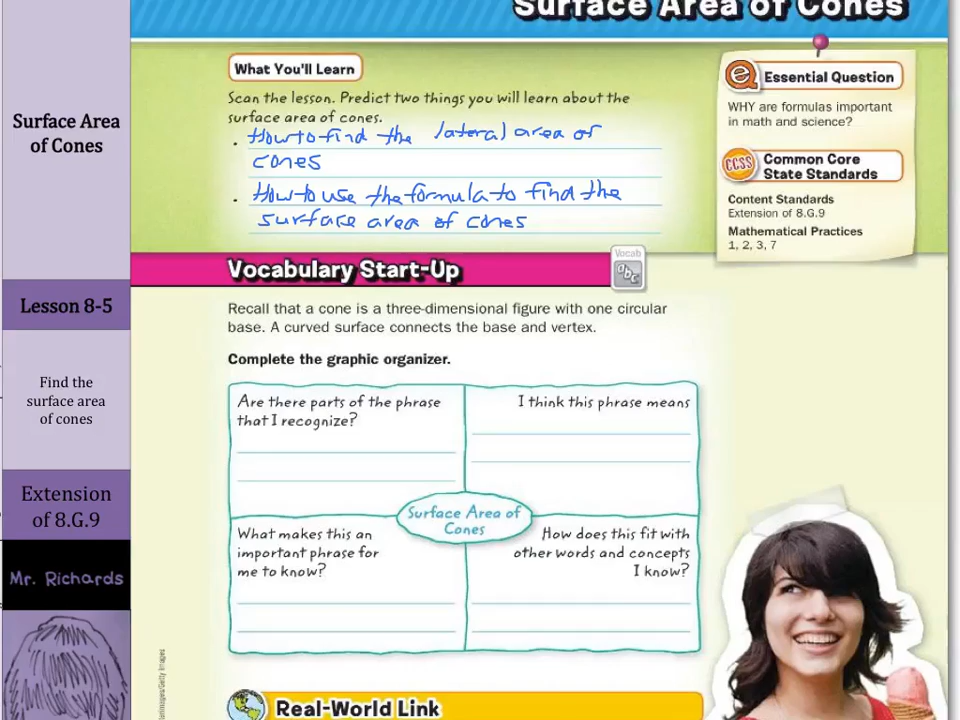 Surface Area of Cones
What You'll Learn
Scan the lesson. Predict two things you will learn about the
surface area of cones.
. How to find the lateral area of
cones
. How to use the formula to find the
surface area of cones
Essential Question
WHY are formulas important
in math and science?
CCSS
Common Core
State Standards
Content Standards
Extension of 8.G.9
Mathematical Practices
1, 2, 3, 7
Surface Area
of Cones
Lesson 8-5
Find the
surface area
of cones
Extension
of 8.G.9
Mr. Richards
Vocabulary Start-Up
Vocab
abc
Recall that a cone is a three-dimensional figure with one circular
base. A curved surface connects the base and vertex.
Complete the graphic organizer.
Are there parts of the phrase
that I recognize?
I think this phrase means
Surface Area of
Cones
What makes this an
important phrase for
me to know?
How does this fit with
other words and concepts
I know?
Real-World Link